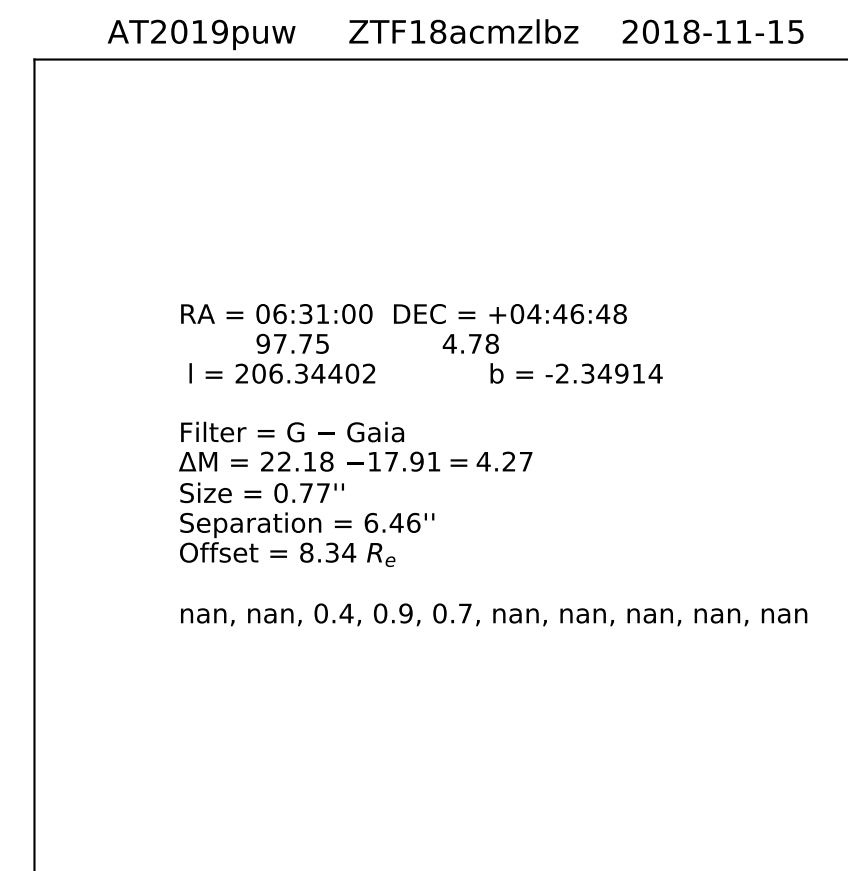 AT2019puw ZTF18acmzlbz 2018-11-15
RA = 06:31:00 DEC = +04:46:48
97.75 4.78
l = 206.34402 b = -2.34914
Filter = G − Gaia
ΔM = 22.18 −17.91 = 4.27
Size = 0.77''
Separation = 6.46''
Offset = 8.34 Rₑ
nan, nan, 0.4, 0.9, 0.7, nan, nan, nan, nan, nan